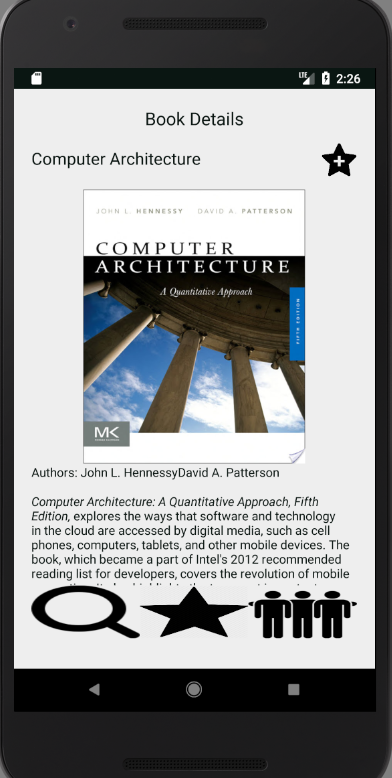 LTE 2:26
Book Details
Computer Architecture
JOHN L. HENNESSY DAVID A. PATTERSON
COMPUTER
ARCHITECTURE
A Quantitative Approach
FIFTH EDITION
MK
Authors: John L. HennessyDavid A. Patterson
Computer Architecture: A Quantitative Approach, Fifth
Edition, explores the ways that software and technology
in the cloud are accessed by digital media, such as cell
phones, computers, tablets, and other mobile devices. The
book, which became a part of Intel's 2012 recommended
reading list for developers, covers the revolution of mobile